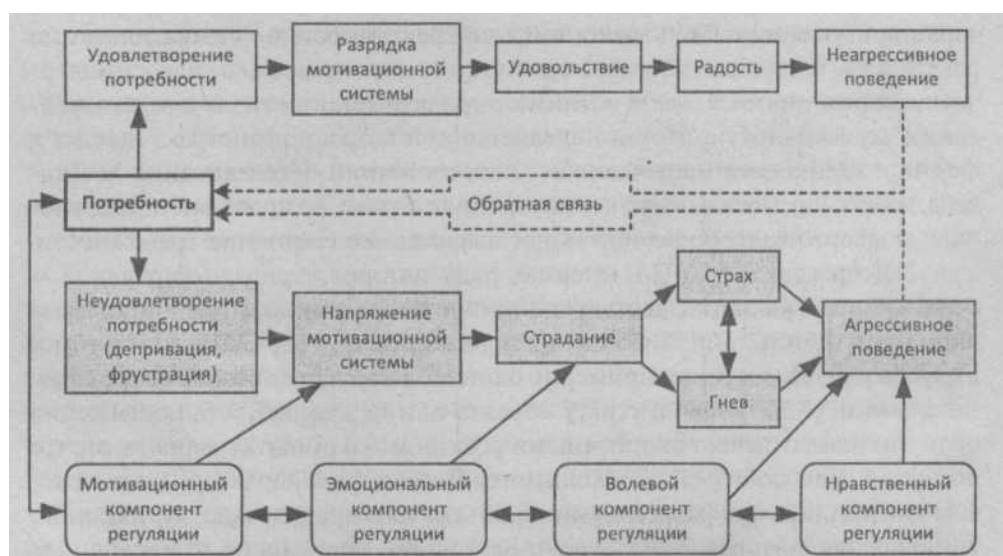 Удовлетворение
потребности
Разрядка
мотивационной
системы
Удовольствие
Радость
Неагрессивное
поведение
Потребность
Обратная связь
Неудовлетворение
потребности
(депривация,
фрустрация)
Напряжение
мотивационной
системы
Страдание
Страх
Гнев
Агрессивное
поведение
Мотивационный
компонент
регуляции
Эмоциональный
компонент
регуляции
Волевой
компонент
регуляции
Нравственный
компонент
регуляции